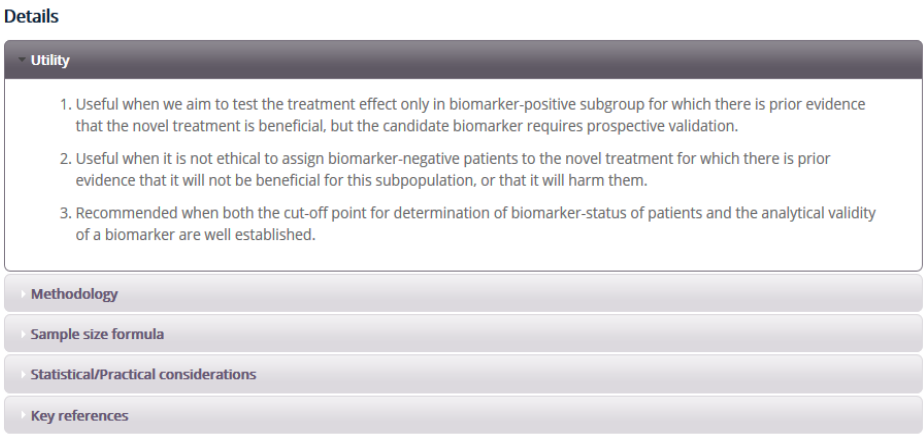 Details
Utility
1. Useful when we aim to test the treatment effect only in biomarker-positive subgroup for which there is prior evidence
that the novel treatment is beneficial, but the candidate biomarker requires prospective validation.
2. Useful when it is not ethical to assign biomarker-negative patients to the novel treatment for which there is prior
evidence that it will not be beneficial for this subpopulation, or that it will harm them.
3. Recommended when both the cut-off point for determination of biomarker-status of patients and the analytical validity
of a biomarker are well established.
Methodology
Sample size formula
Statistical/Practical considerations
Key references